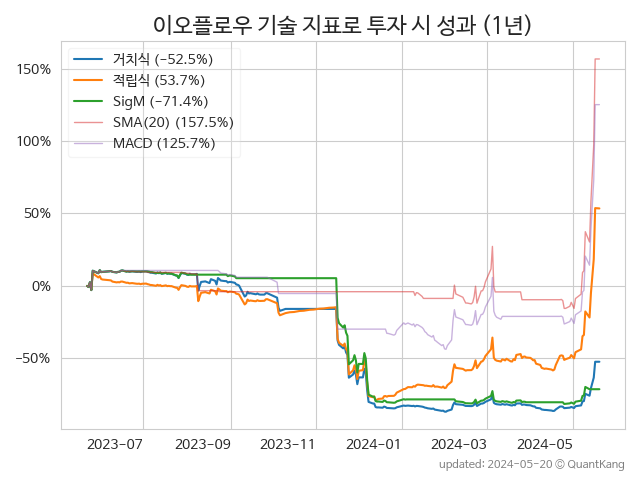 이오플로우 기술 지표로 투자 시 성과 (1년)
거치식 (−52.5%)
적립식 (53.7%)
SigM (−71.4%)
SMA(20) (157.5%)
MACD (125.7%)
150%
100%
50%
0%
−50%
2023−07
2023−09
2023−11
2024−01
2024−03
2024−05
updated: 2024−05−20 © QuantKang